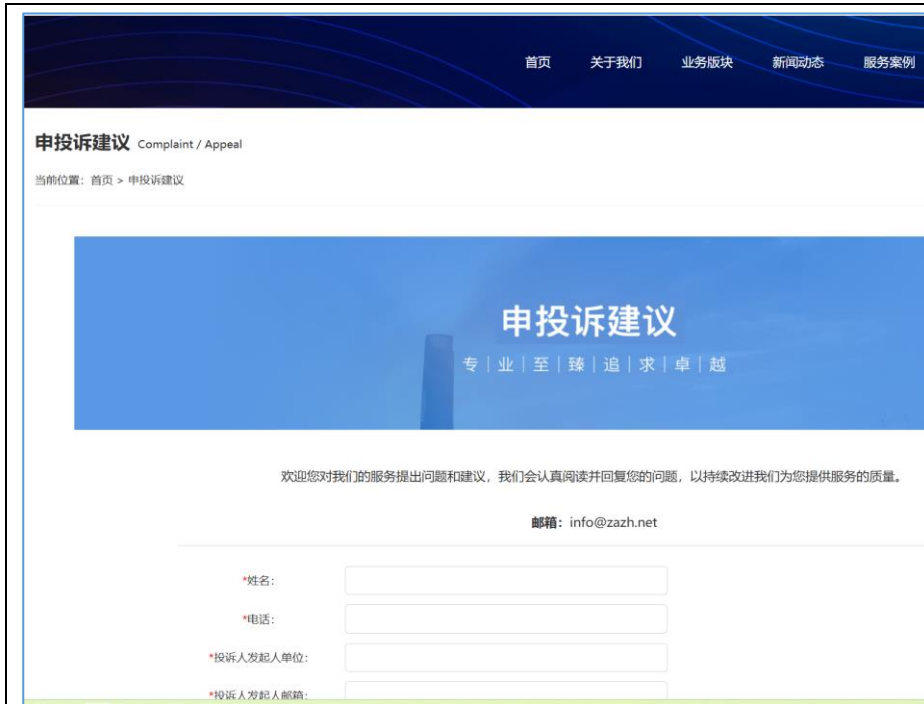 首页 关于我们 业务版块 新闻动态 服务案例
申投诉建议 Complaint / Appeal
当前位置：首页 > 申投诉建议
申投诉建议
专｜业｜至｜臻｜追｜求｜卓｜越
欢迎您对我们的服务提出问题和建议，我们会认真阅读并回复您的问题，以持续改进我们为您提供服务的质量。
邮箱：info@zazh.net
*姓名：
*电话：
*投诉人发起人单位：
*投诉人发起人邮箱：